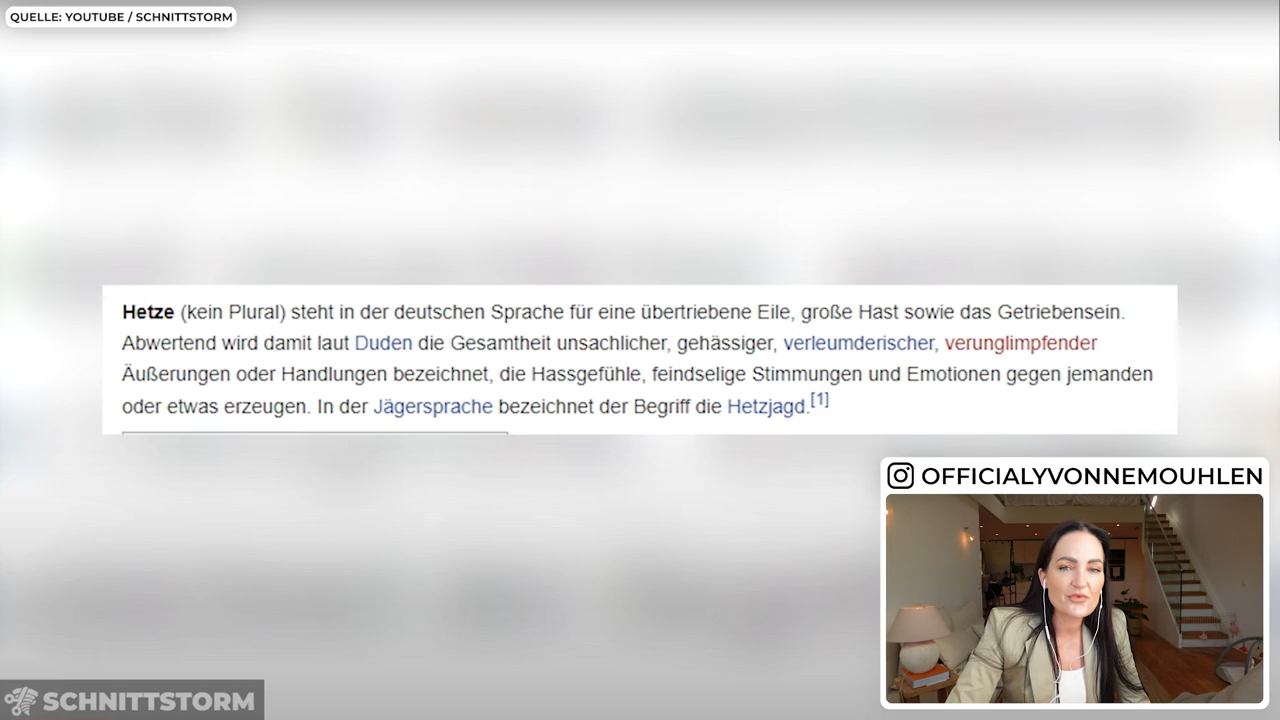 QUELLE: YOUTUBE / SCHNITTSTORM
Hetze (kein Plural) steht in der deutschen Sprache für eine übertriebene Eile, große Hast sowie das Getriebensein.
Abwertend wird damit laut Duden die Gesamtheit unsachlicher, gehässiger, verleumderischer, verunglimpfender
Äußerungen oder Handlungen bezeichnet, die Hassgefühle, feindselige Stimmungen und Emotionen gegen jemanden
oder etwas erzeugen. In der Jägersprache bezeichnet der Begriff die Hetzjagd.[1]
OFFICIALYVONNEMOUHLEN
SCHNITTSTORM